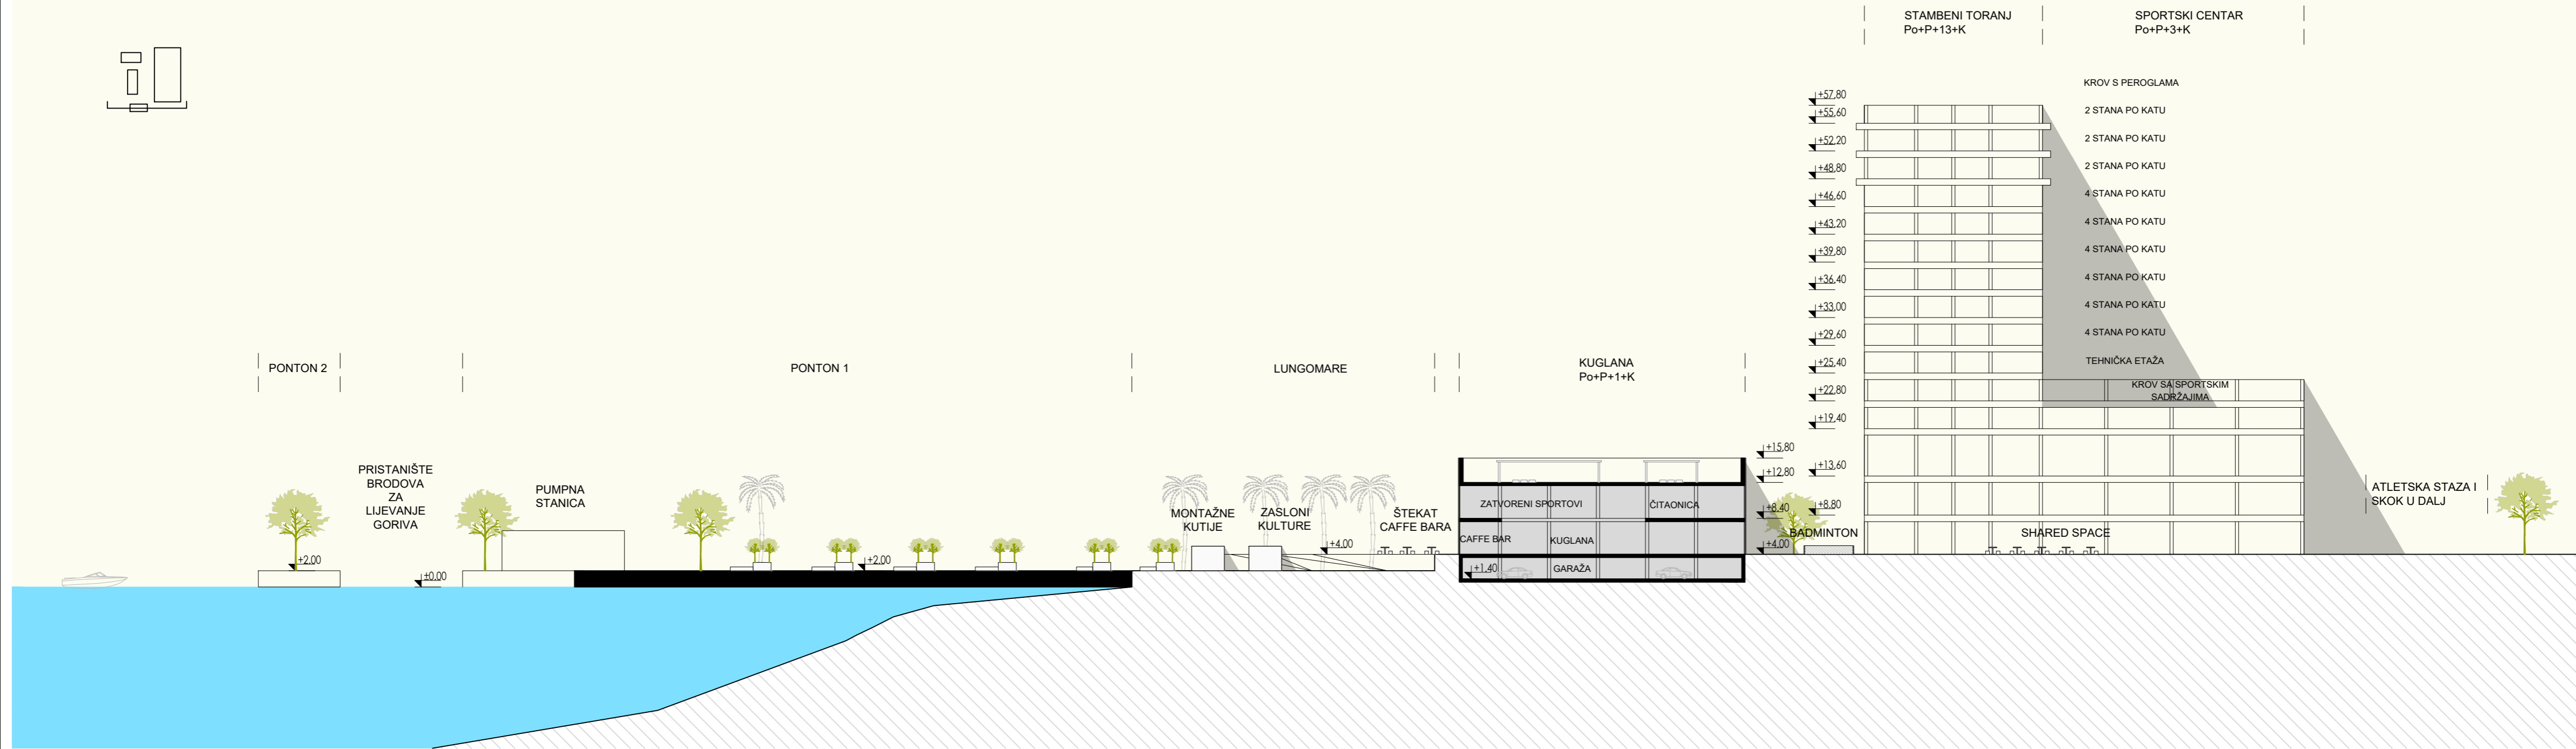 STAMBENI TORANJ
Po+P+13+K
SPORTSKI CENTAR
Po+P+3+K
KROV S PEROGLAMA
+57,80
2 STANA PO KATU
+55,60
2 STANA PO KATU
+52,20
2 STANA PO KATU
+48,80
4 STANA PO KATU
+46,60
4 STANA PO KATU
+43,20
4 STANA PO KATU
+39,80
4 STANA PO KATU
+36,40
4 STANA PO KATU
+33,00
4 STANA PO KATU
+29,60
TEHNIČKA ETAŽA
+25,40
KROV SA SPORTSKIM
SADRŽAJIMA
+22,80
+19,40
+13,60
+8,80
PONTON 2
PONTON 1
LUNGOMARE
KUGLANA
Po+P+1+K
+15,80
+12,80
+8,40
+4,00
PRISTANIŠTE
BRODOVA
ZA
LIJEVANJE
GORIVA
PUMPNA
STANICA
MONTAŽNE
KUTIJE
ZASLONI
KULTURE
ŠTEKAT
CAFFE BARA
ZATVORENI SPORTOVI
ČITAONICA
CAFFE BAR
KUGLANA
GARAŽA
+1,40
BADMINTON
SHARED SPACE
ATLETSKA STAZA I
SKOK U DALJ
+2,00
+0,00
+2,00
+4,00